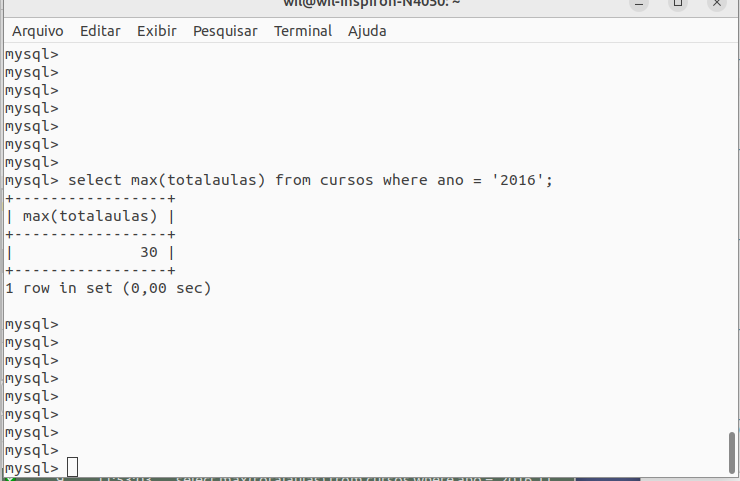 wil@wil-Inspiron-N4050: ~
Arquivo Editar Exibir Pesquisar Terminal Ajuda
mysql>
mysql>
mysql>
mysql>
mysql>
mysql>
mysql>
mysql> select max(totalaulas) from cursos where ano = '2016';
+-----------------+
| max(totalaulas) |
+-----------------+
|              30 |
+-----------------+
1 row in set (0,00 sec)
mysql>
mysql>
mysql>
mysql>
mysql>
mysql>
mysql>
mysql>
mysql>